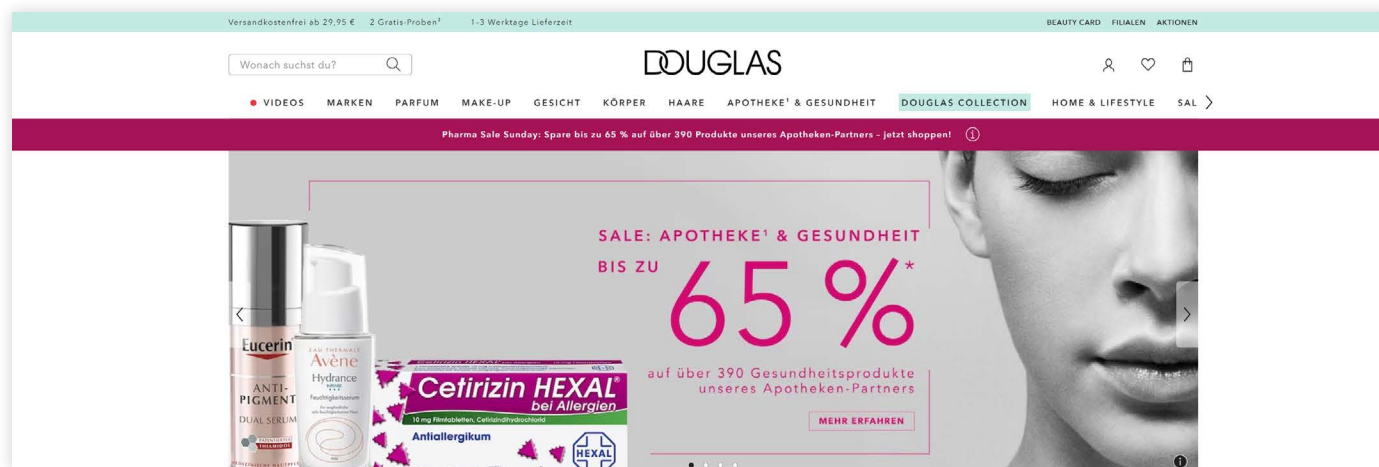 Versandkostenfrei ab 29,95 € 2 Gratis-Proben² 1-3 Werktage Lieferzeit
BEAUTY CARD FILIALEN AKTIONEN
Wonach suchst du?
DOUGLAS
VIDEOS MARKEN PARFUM MAKE-UP GESICHT KÖRPER HAARE APOTHEKE¹ & GESUNDHEIT DOUGLAS COLLECTION HOME & LIFESTYLE SAL
Pharma Sale Sunday: Spare bis zu 65 % auf über 390 Produkte unseres Apotheken-Partners – jetzt shoppen!
SALE: APOTHEKE¹ & GESUNDHEIT
BIS ZU
65 %*
auf über 390 Gesundheitsprodukte
unseres Apotheken-Partners
MEHR ERFAHREN
Eucerin
ANTI-
PIGMENT
DUAL SERUM
THIAMIDOL
EAU THERMALE
Avène
Hydrance
INTENSE
Feuchtigkeitsserum
Cetirizin HEXAL®
bei Allergien
10 mg Filmtabletten, Cetirizindihydrochlorid
Antiallergikum
HEXAL